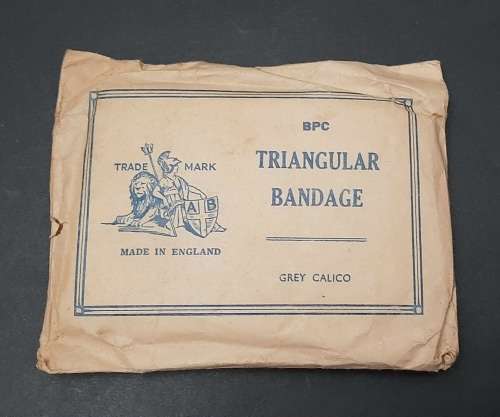 TRADE MARK
A B
MADE IN ENGLAND
BPC
TRIANGULAR
BANDAGE
GREY CALICO